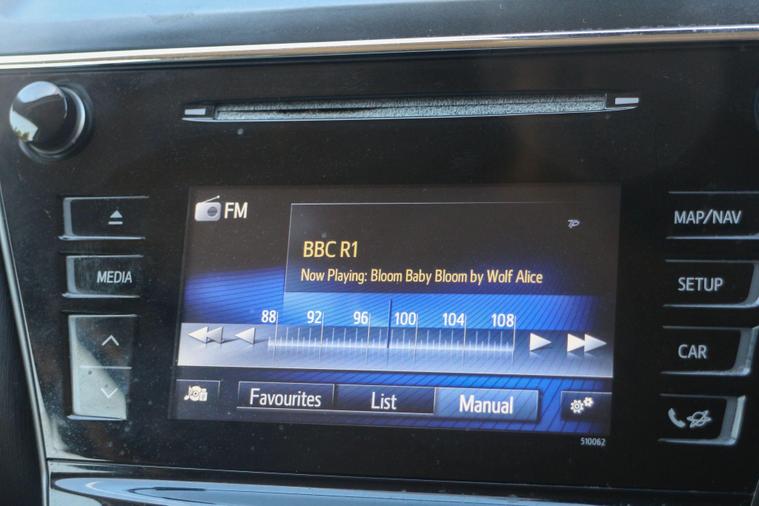 FM
TP
BBC R1
Now Playing: Bloom Baby Bloom by Wolf Alice
88 92 96 100 104 108
Favourites List Manual
510062
MEDIA
MAP/NAV
SETUP
CAR